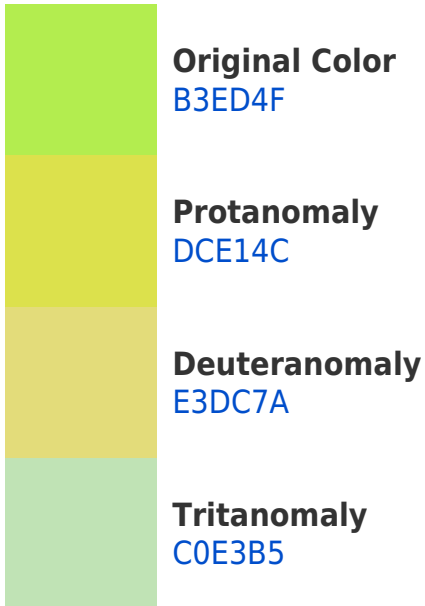 Original Color
B3ED4F
Protanomaly
DCE14C
Deuteranomaly
E3DC7A
Tritanomaly
C0E3B5